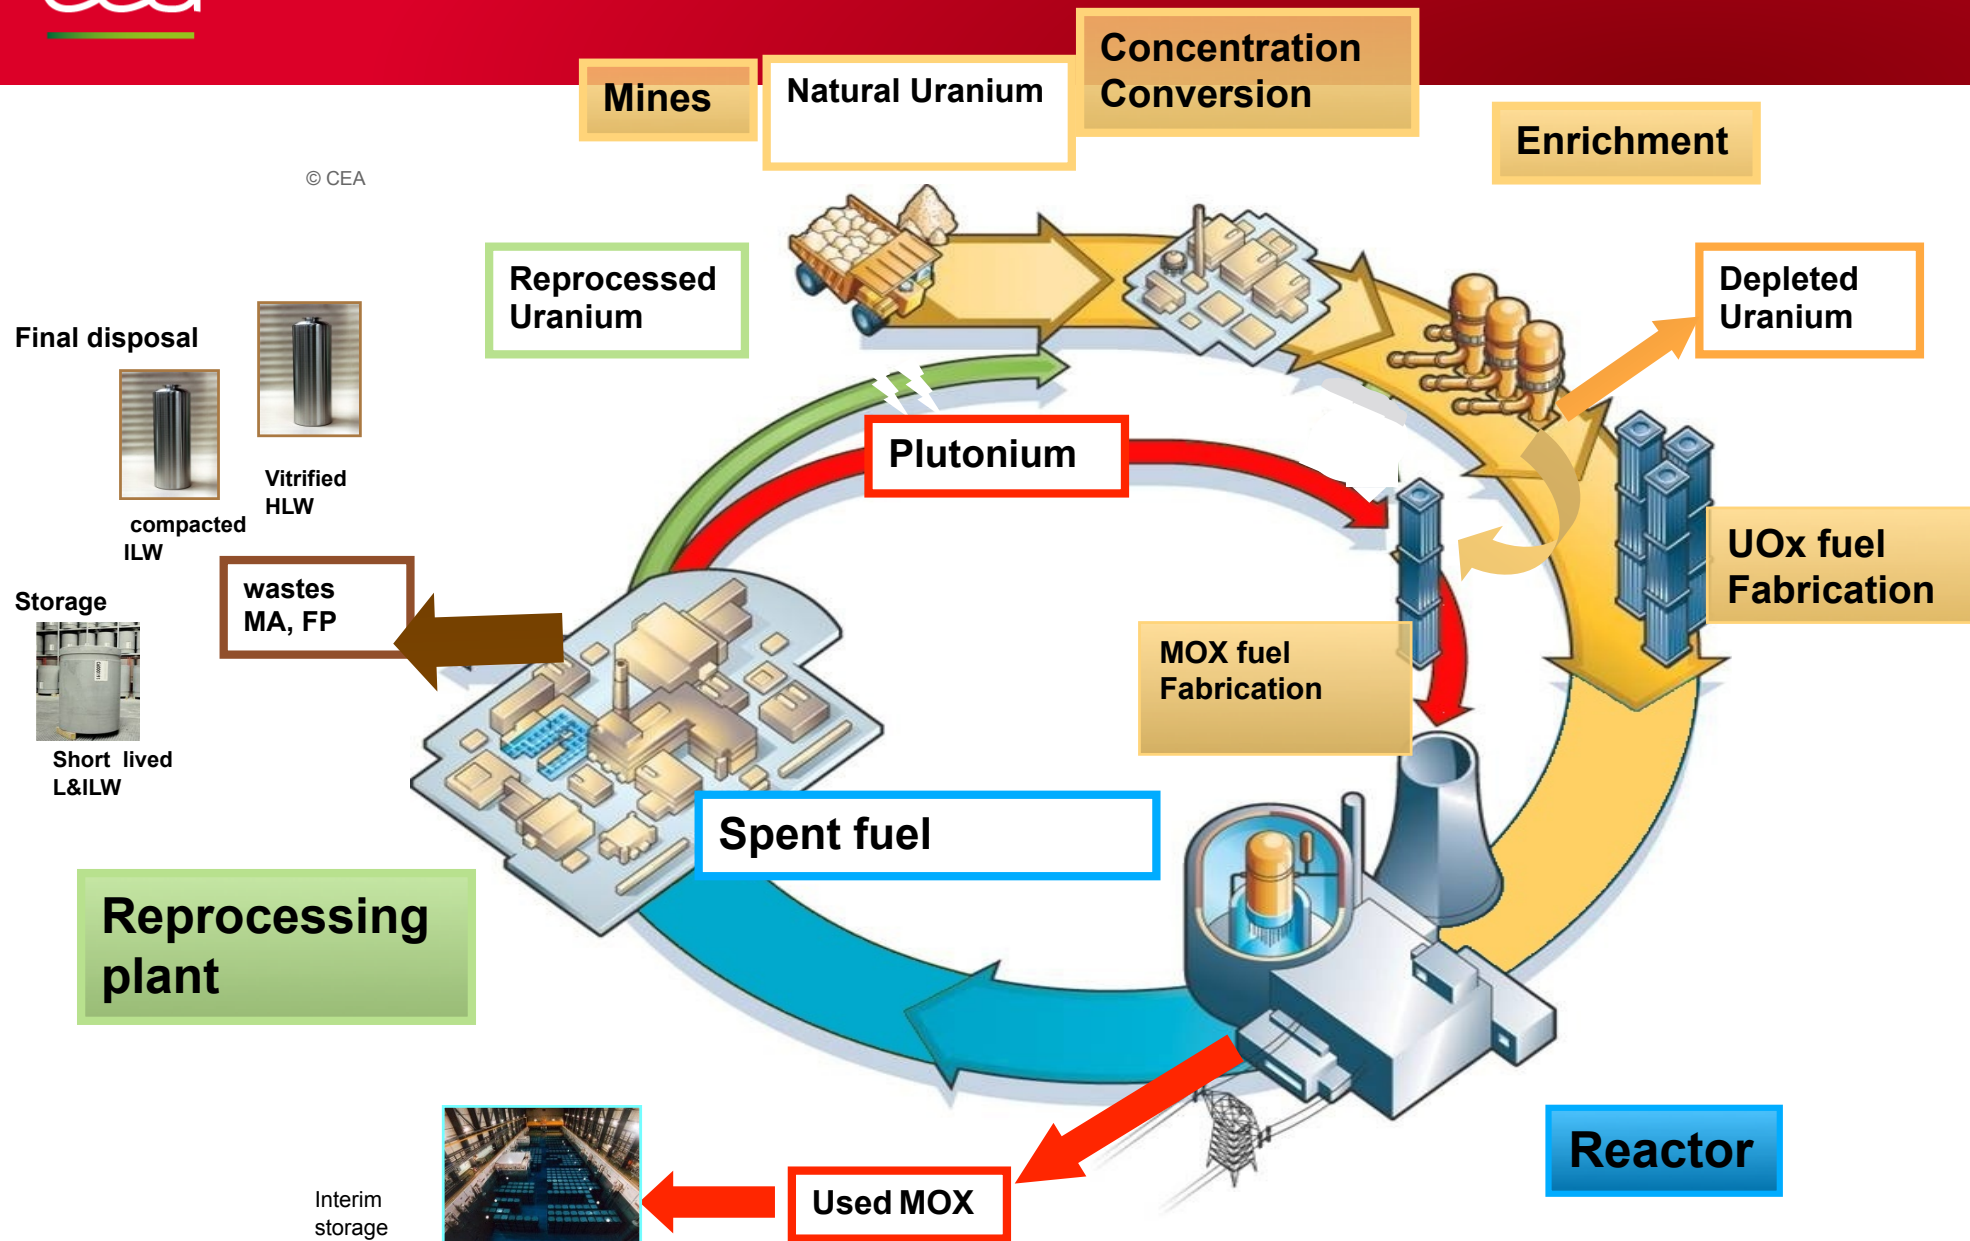 cea
Mines
Natural Uranium
Concentration
Conversion
Enrichment
© CEA
Reprocessed
Uranium
Depleted
Uranium
Final disposal
Plutonium
Vitrified
HLW
compacted
ILW
UOx fuel
Fabrication
wastes
MA, FP
Storage
MOX fuel
Fabrication
Short lived
L&ILW
Spent fuel
Reprocessing
plant
Reactor
Used MOX
Interim
storage